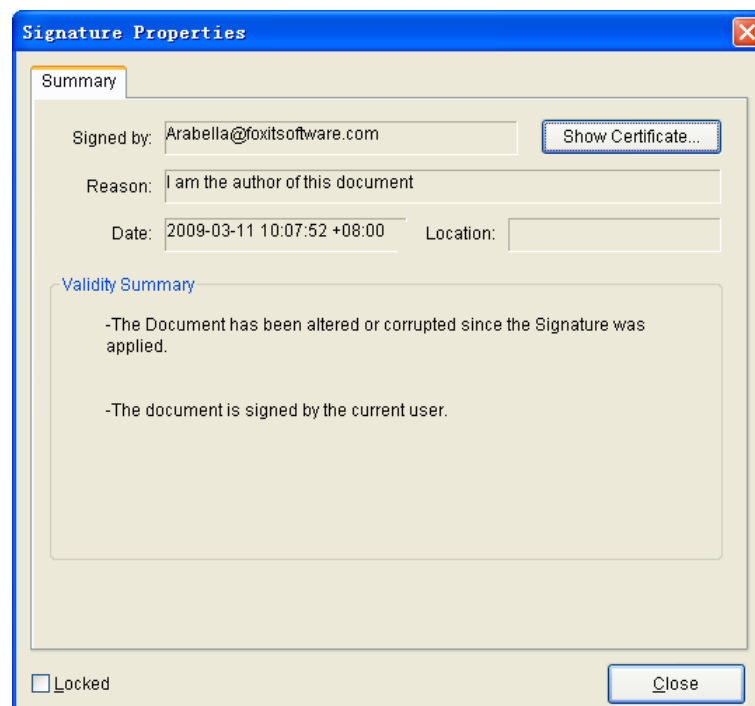 Signature Properties
Summary
Signed by: Arabella@foxitsoftware.com Show Certificate...
Reason: I am the author of this document
Date: 2009-03-11 10:07:52 +08:00 Location:
Validity Summary
-The Document has been altered or corrupted since the Signature was
applied.
-The document is signed by the current user.
Locked Close